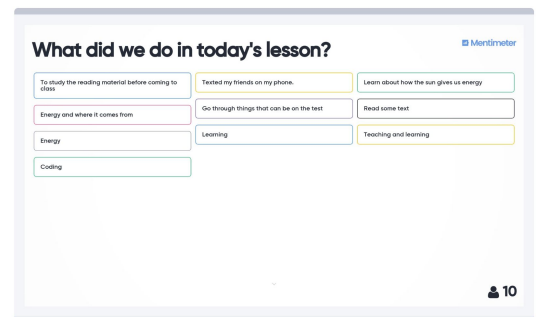 What did we do in today's lesson?
Mentimeter
To study the reading material before coming to
class
Texted my friends on my phone.
Learn about how the sun gives us energy
Energy and where it comes from
Go through things that can be on the test
Read some text
Energy
Learning
Teaching and learning
Coding
10